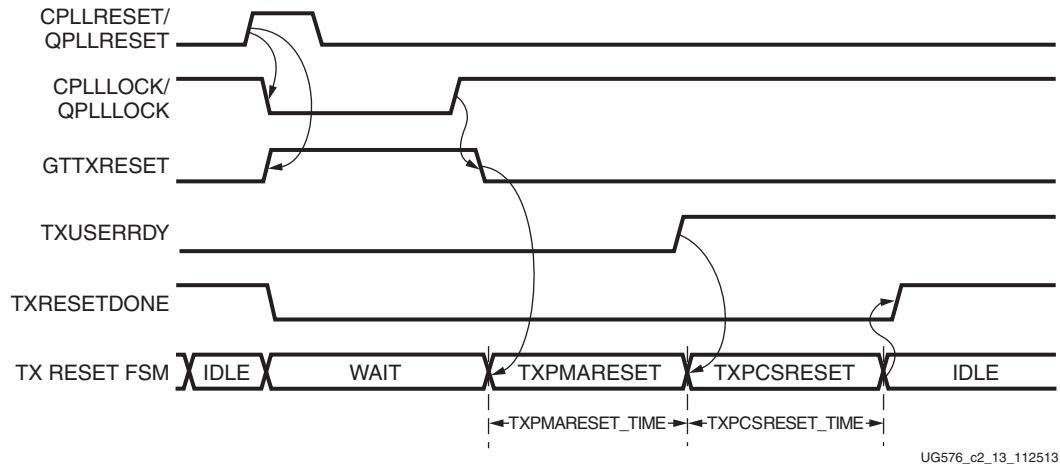 CPLLRESET/
QPLLRESET
CPLLLOCK/
QPLLLOCK
GTTXRESET
TXUSERRDY
TXRESETDONE
TX RESET FSM
IDLE
WAIT
TXPMARESET
TXPCSRESET
IDLE
TXPMARESET_TIME
TXPCSRESET_TIME
UG576_c2_13_112513